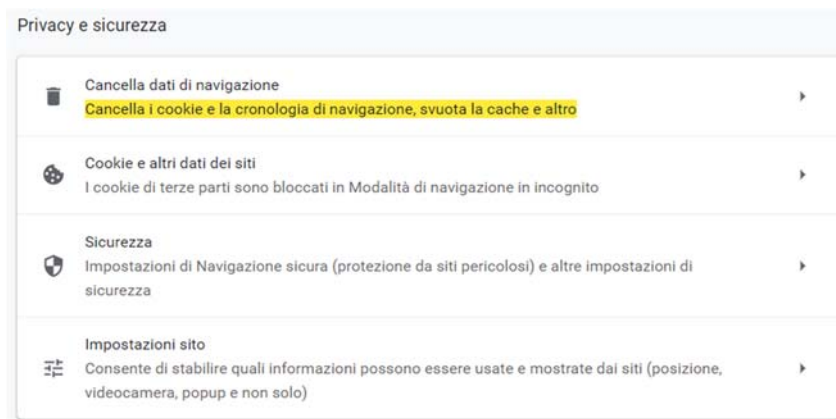 Privacy e sicurezza
Cancella dati di navigazione
Cancella i cookie e la cronologia di navigazione, svuota la cache e altro
Cookie e altri dati dei siti
I cookie di terze parti sono bloccati in Modalità di navigazione in incognito
Sicurezza
Impostazioni di Navigazione sicura (protezione da siti pericolosi) e altre impostazioni di
sicurezza
Impostazioni sito
Consente di stabilire quali informazioni possono essere usate e mostrate dai siti (posizione,
videocamera, popup e non solo)